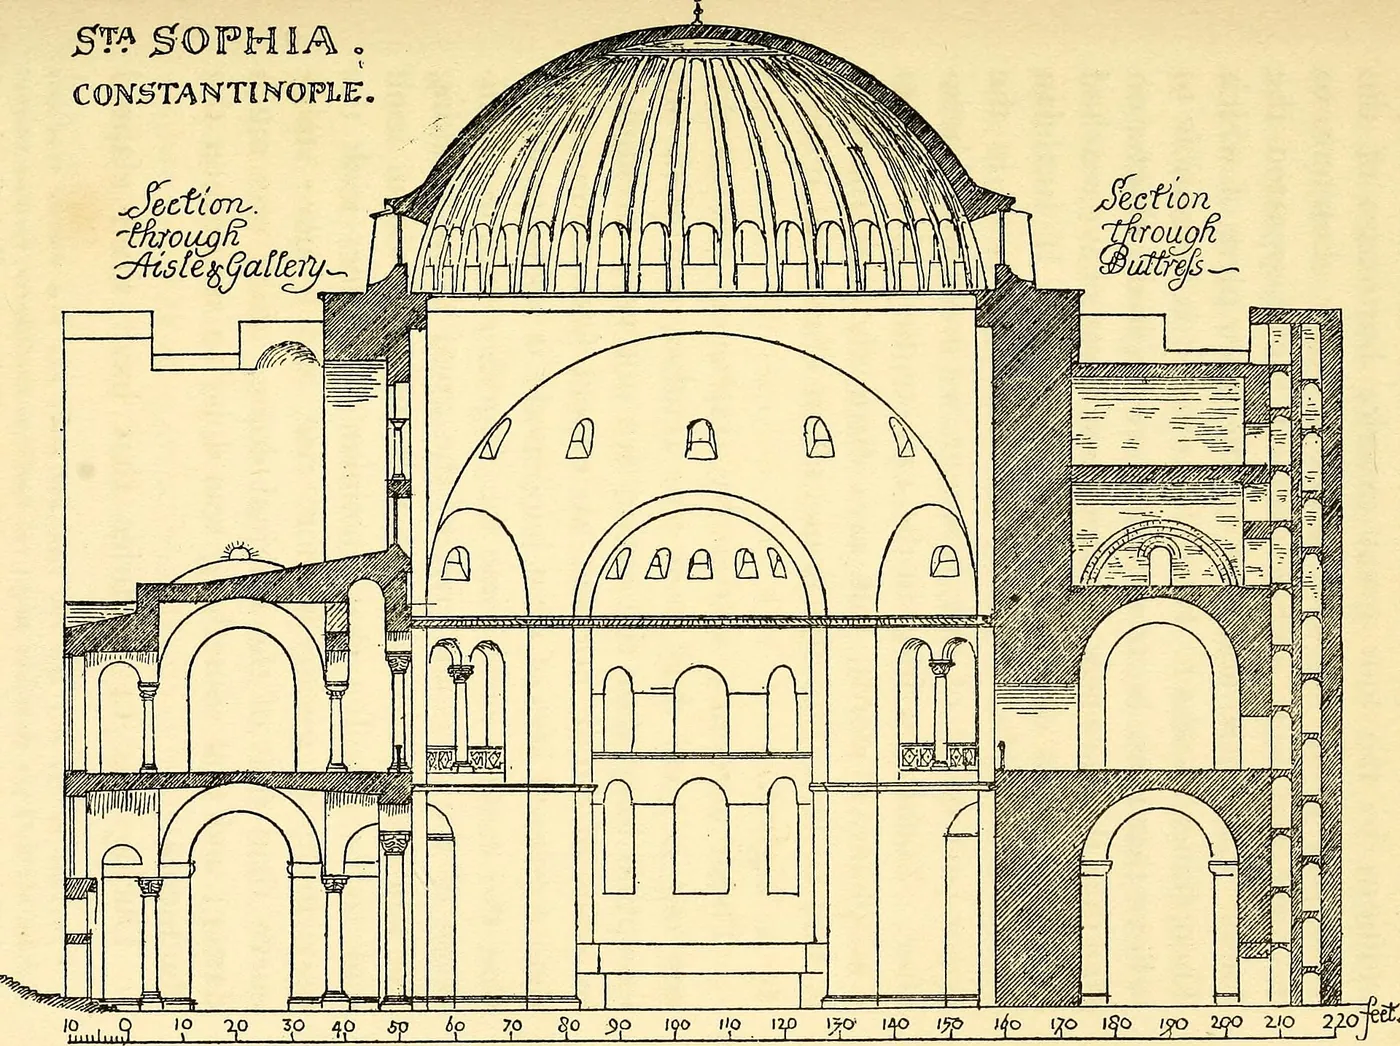 STA SOPHIA.
CONSTANTINOPLE.
Section.
through
Aisle & Gallery
Section
through
Buttreſs
10 0 10 20 30 40 50 60 70 80 90 100 110 120 130 140 150 160 170 180 190 200 210 220 feet.